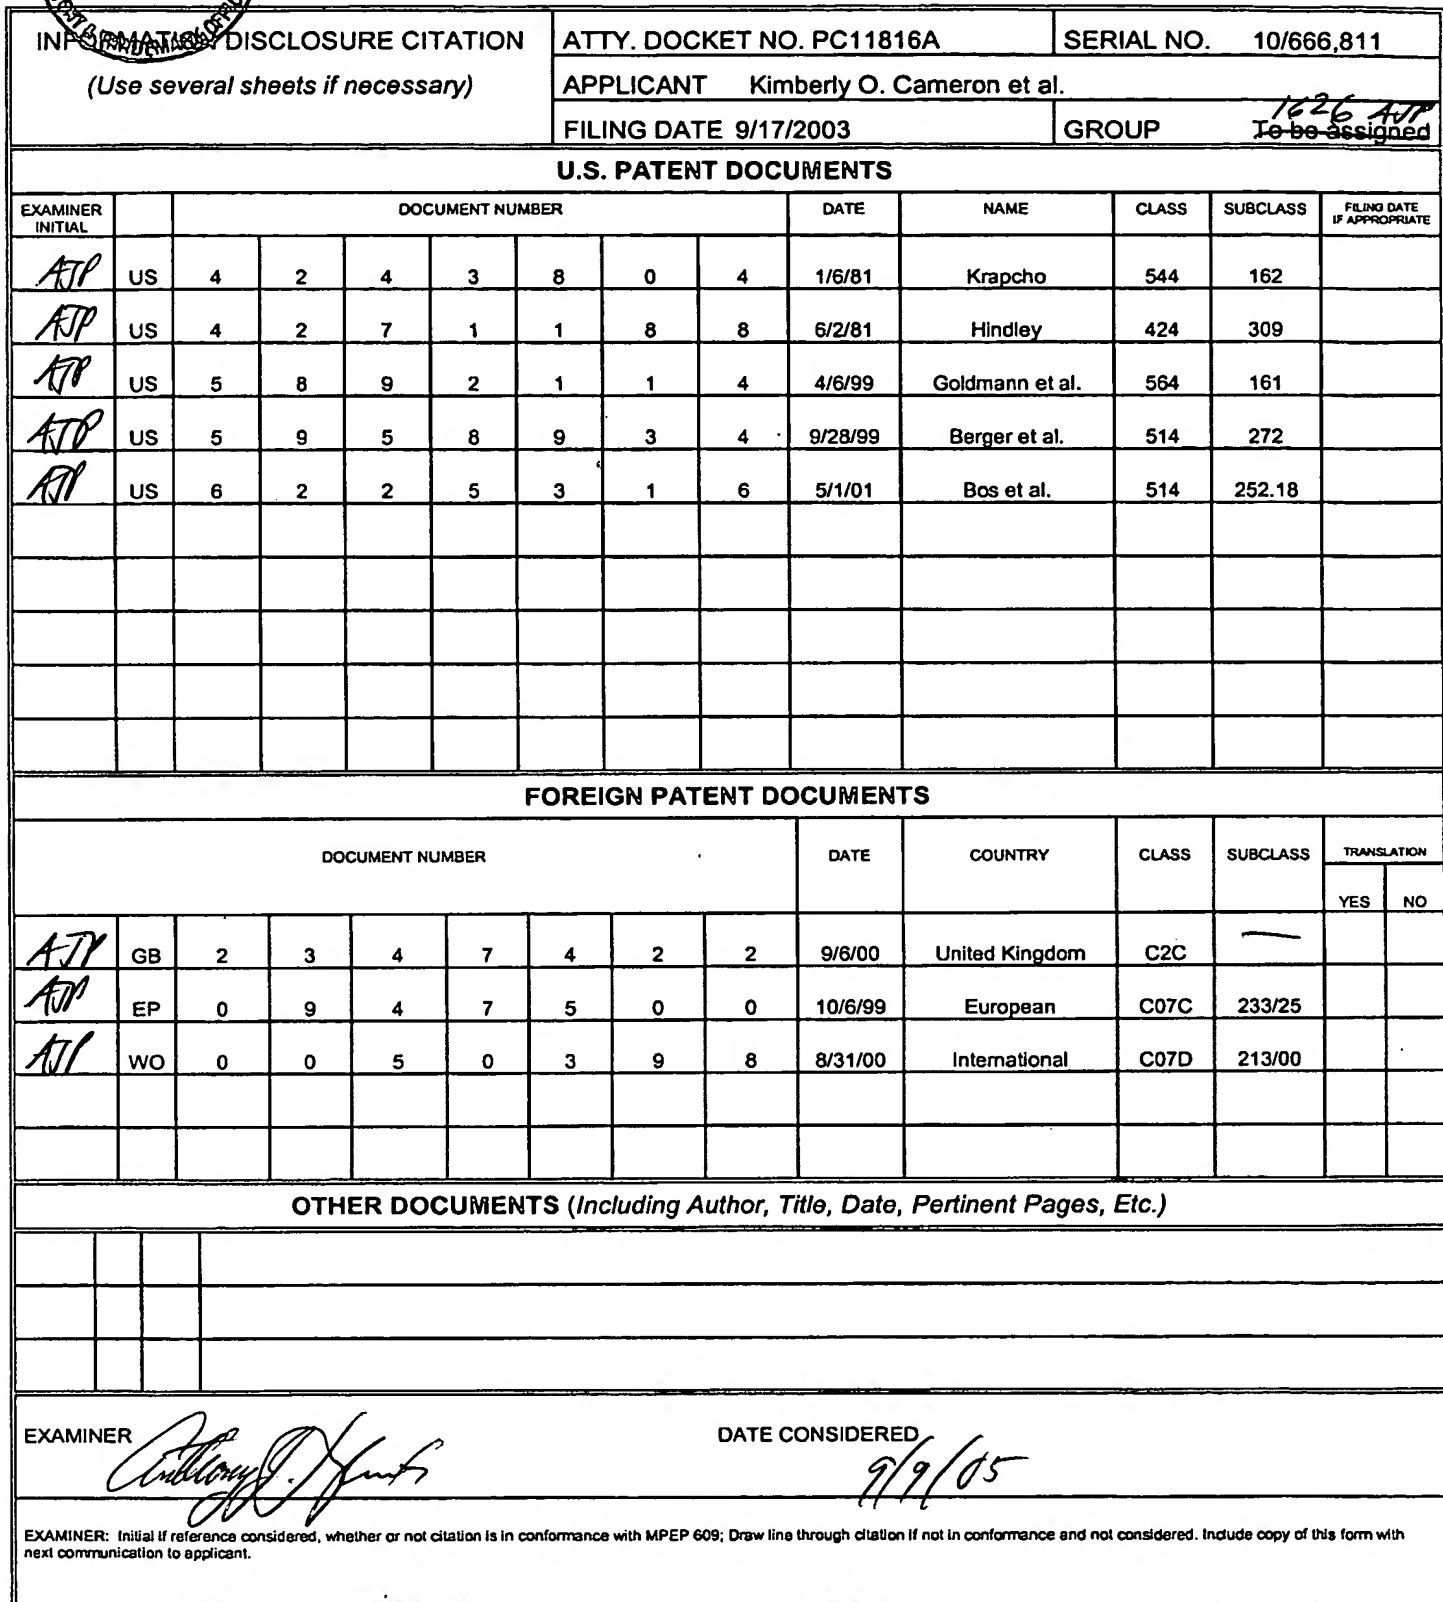 INFORMATION DISCLOSURE CITATION
(Use several sheets if necessary)
ATTY. DOCKET NO. PC11816A
SERIAL NO. 10/666,811
APPLICANT Kimberly O. Cameron et al.
FILING DATE 9/17/2003
GROUP To be assigned 1626 AJP
U.S. PATENT DOCUMENTS
EXAMINER INITIAL DOCUMENT NUMBER DATE NAME CLASS SUBCLASS FILING DATE IF APPROPRIATE
AJP US 4 2 4 3 8 0 4 1/6/81 Krapcho 544 162
AJP US 4 2 7 1 1 8 8 6/2/81 Hindley 424 309
AJP US 5 8 9 2 1 1 4 4/6/99 Goldmann et al. 564 161
AJP US 5 9 5 8 9 3 4 9/28/99 Berger et al. 514 272
AJP US 6 2 2 5 3 1 6 5/1/01 Bos et al. 514 252.18
FOREIGN PATENT DOCUMENTS
DOCUMENT NUMBER DATE COUNTRY CLASS SUBCLASS TRANSLATION
YES NO
AJP GB 2 3 4 7 4 2 2 9/6/00 United Kingdom C2C —
AJP EP 0 9 4 7 5 0 0 10/6/99 European C07C 233/25
AJP WO 0 0 5 0 3 9 8 8/31/00 International C07D 213/00
OTHER DOCUMENTS (Including Author, Title, Date, Pertinent Pages, Etc.)
EXAMINER
DATE CONSIDERED 9/9/05
EXAMINER: Initial if reference considered, whether or not citation is in conformance with MPEP 609; Draw line through citation if not in conformance and not considered. Include copy of this form with
next communication to applicant.